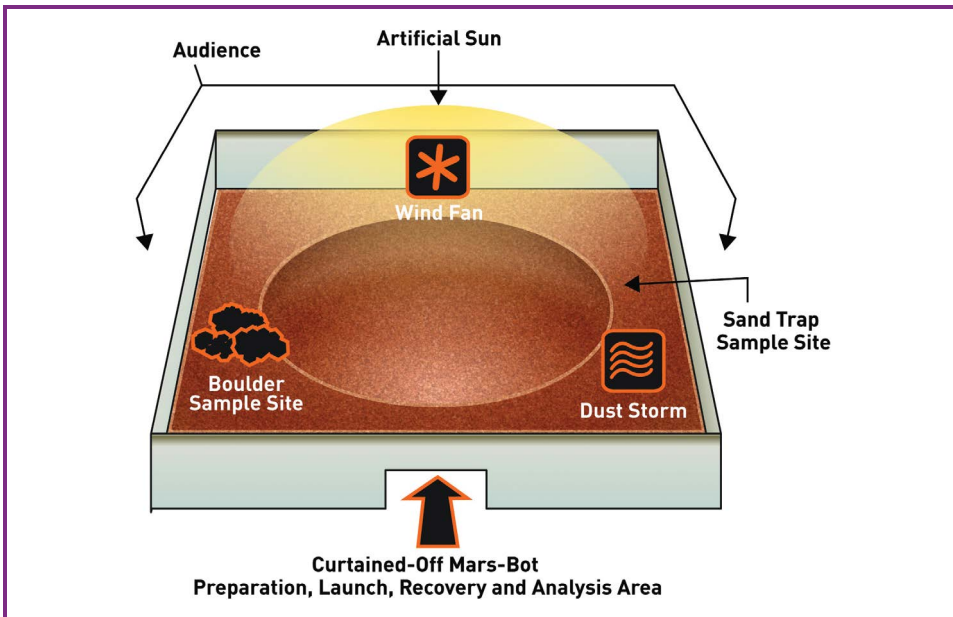 Artificial Sun
Audience
Wind Fan
Sand Trap
Sample Site
Boulder
Sample Site
Dust Storm
Curtained-Off Mars-Bot
Preparation, Launch, Recovery and Analysis Area